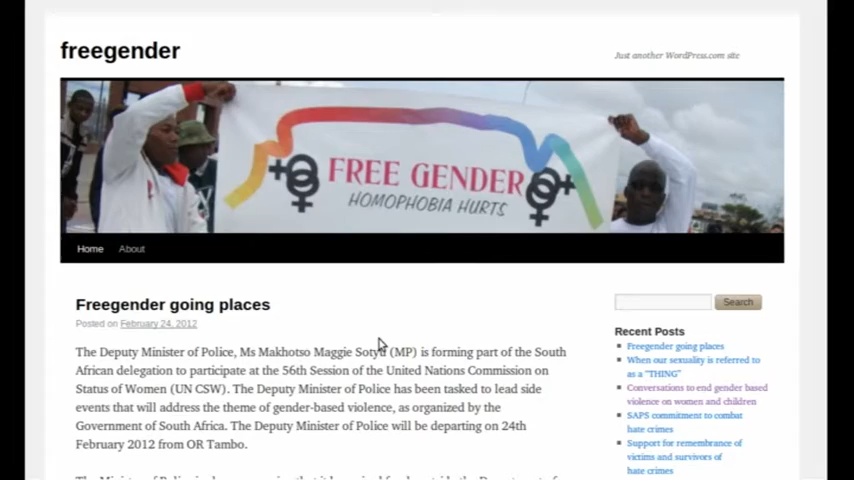 freegender
Just another WordPress.com site
FREE GENDER
HOMOPHOBIA HURTS
Home About
Freegender going places
Posted on February 24, 2012
The Deputy Minister of Police, Ms Makhotso Maggie Sotyu (MP) is forming part of the South
African delegation to participate at the 56th Session of the United Nations Commission on
Status of Women (UN CSW). The Deputy Minister of Police has been tasked to lead side
events that will address the theme of gender-based violence, as organized by the
Government of South Africa. The Deputy Minister of Police will be departing on 24th
February 2012 from OR Tambo.
Search
Recent Posts
Freegender going places
When our sexuality is referred to
as a "THING"
Conversations to end gender based
violence on women and children
SAPS commitment to combat
hate crimes
Support for remembrance of
victims and survivors of
hate crimes